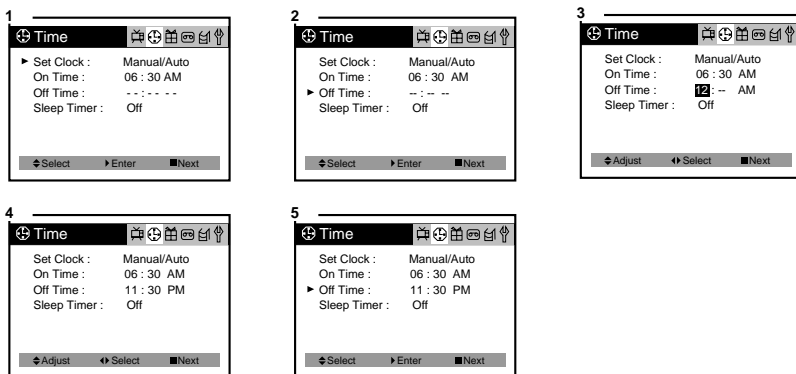 1
Time
Set Clock : Manual/Auto
On Time : 06 : 30 AM
Off Time : - - : - - - -
Sleep Timer : Off
Select Enter Next
2
Time
Set Clock : Manual/Auto
On Time : 06 : 30 AM
Off Time : -- : -- --
Sleep Timer : Off
Select Enter Next
3
Time
Set Clock : Manual/Auto
On Time : 06 : 30 AM
Off Time : 12 : -- AM
Sleep Timer : Off
Adjust Select Next
4
Time
Set Clock : Manual/Auto
On Time : 06 : 30 AM
Off Time : 11 : 30 PM
Sleep Timer : Off
Adjust Select Next
5
Time
Set Clock : Manual/Auto
On Time : 06 : 30 AM
Off Time : 11 : 30 PM
Sleep Timer : Off
Select Enter Next